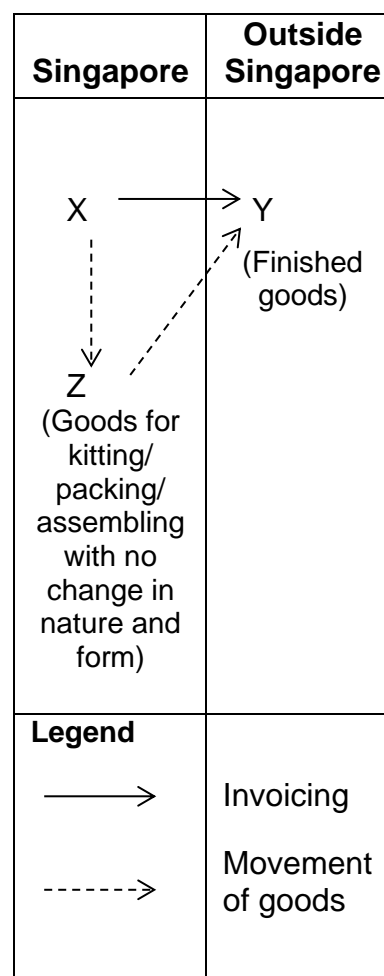 Singapore
Outside
Singapore
X
Y
(Finished
goods)
Z
(Goods for
kitting/
packing/
assembling
with no
change in
nature and
form)
Legend
Invoicing
Movement
of goods